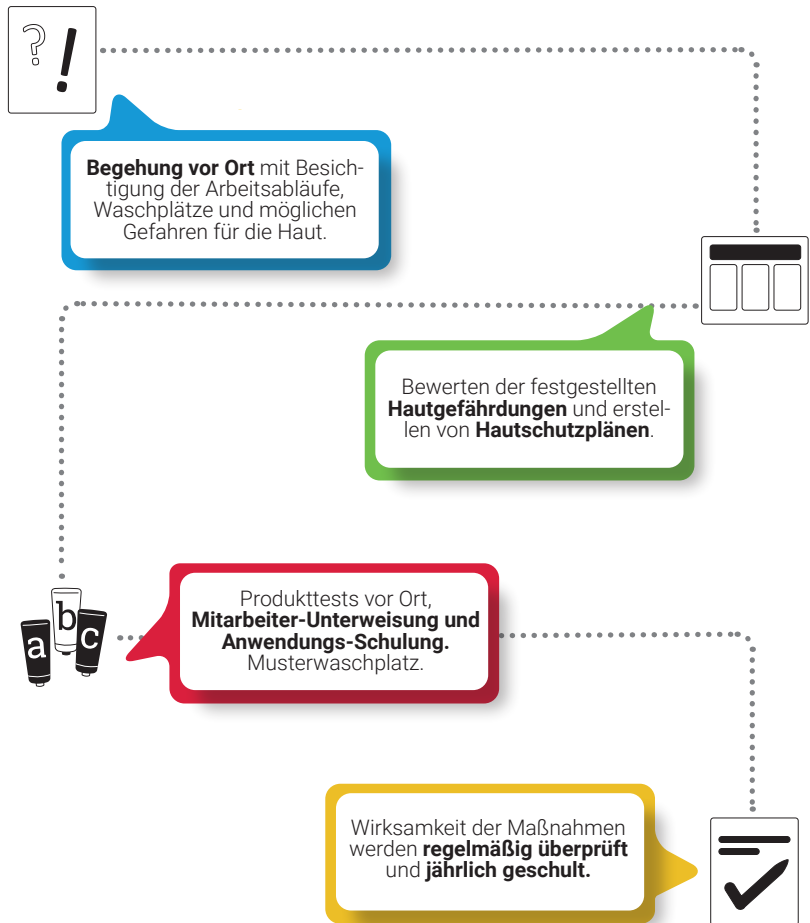 ?!
Begehung vor Ort mit Besich-
tigung der Arbeitsabläufe,
Waschplätze und möglichen
Gefahren für die Haut.
Bewerten der festgestellten
Hautgefährdungen und erstel-
len von Hautschutzplänen.
a b c
Produkttests vor Ort,
Mitarbeiter-Unterweisung und
Anwendungs-Schulung.
Musterwaschplatz.
Wirksamkeit der Maßnahmen
werden regelmäßig überprüft
und jährlich geschult.